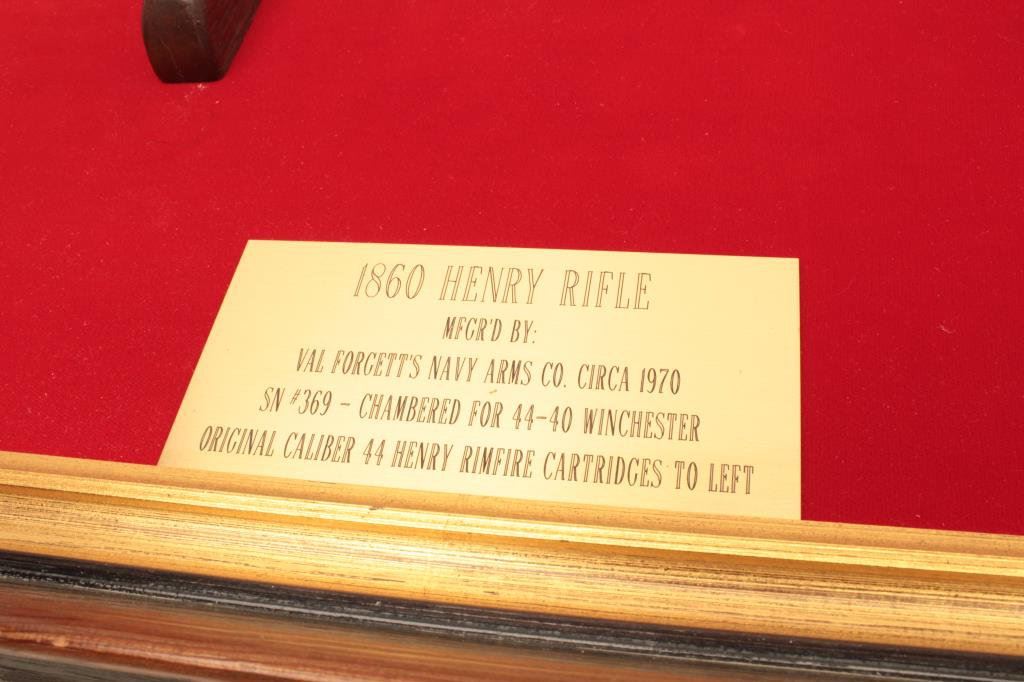 1860 HENRY RIFLE
MFGR'D BY:
VAL FORGETT'S NAVY ARMS CO. CIRCA 1970
SN #369 - CHAMBERED FOR 44-40 WINCHESTER
ORIGINAL CALIBER 44 HENRY RIMFIRE CARTRIDGES TO LEFT